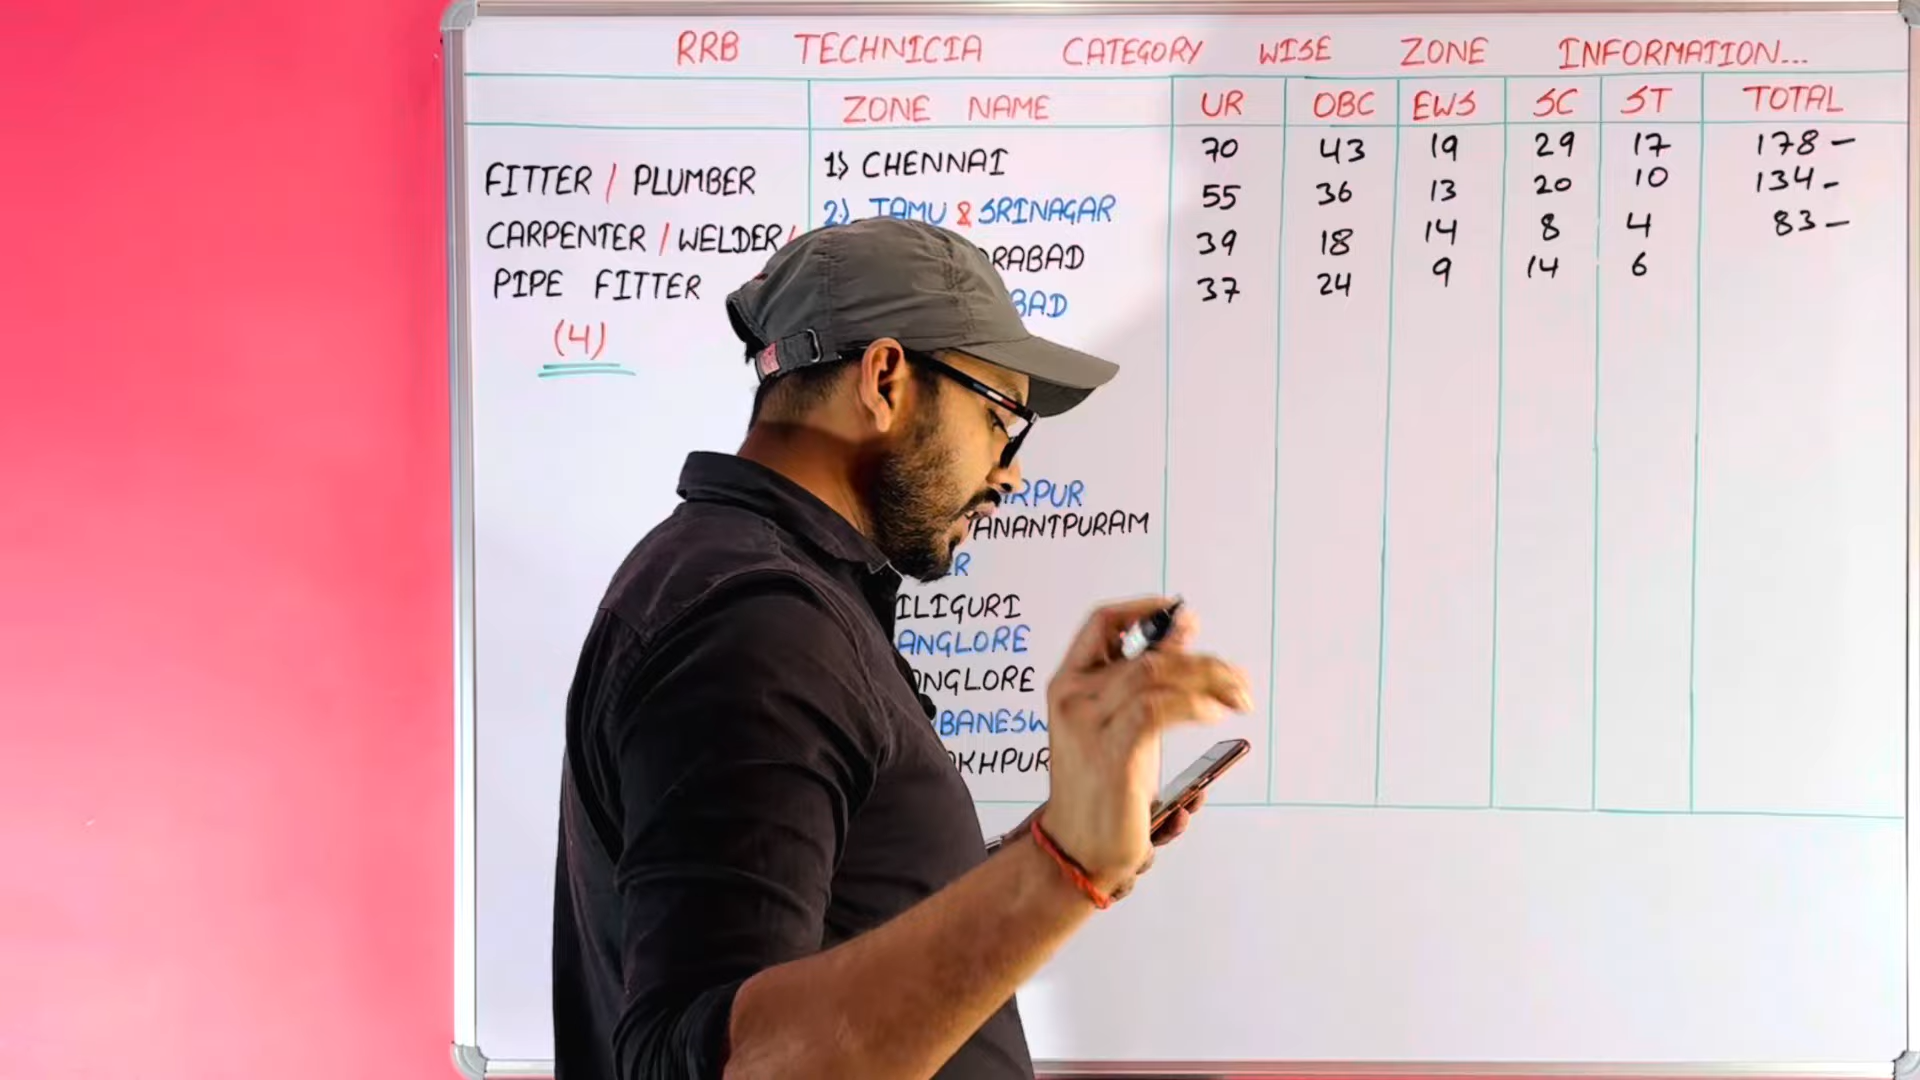 RRB TECHNICIA CATEGORY WISE ZONE INFORMATION...
ZONE NAME UR OBC EWS SC ST TOTAL
FITTER / PLUMBER
CARPENTER / WELDER /
PIPE FITTER
(4)
1) CHENNAI 70 43 19 29 17 178 -
2) JAMU & SRINAGAR 55 36 13 20 10 134 -
RABAD 39 18 14 8 4 83 -
BAD 37 24 9 14 6
RPUR
ANANTPURAM
ER
ILIGURI
ANGLORE
ANGLORE
BANESW
KHPUR